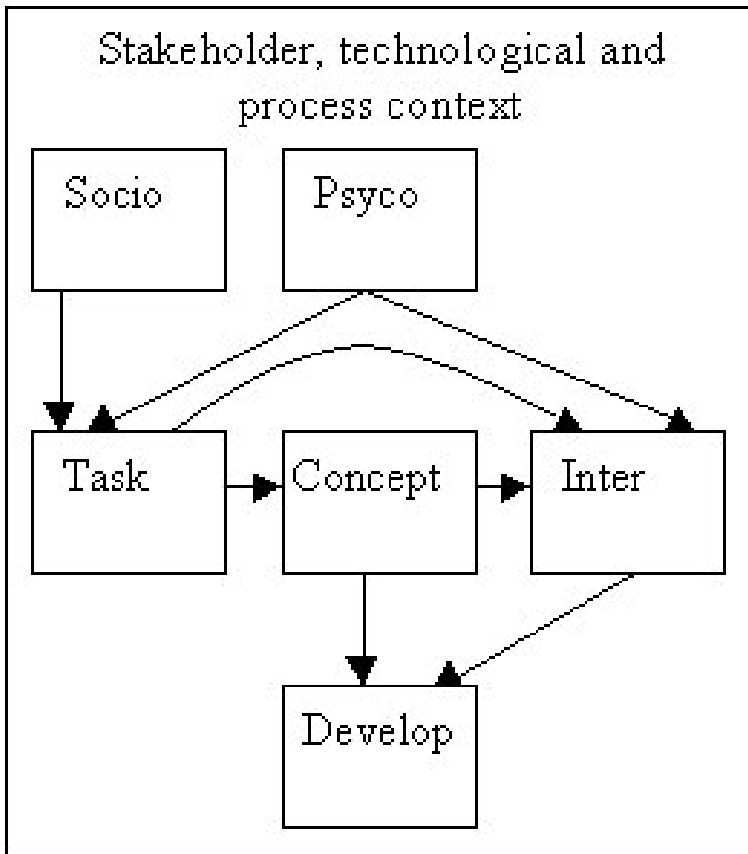 Stakeholder, technological and
process context
Socio
Psyco
Task
Concept
Inter
Develop